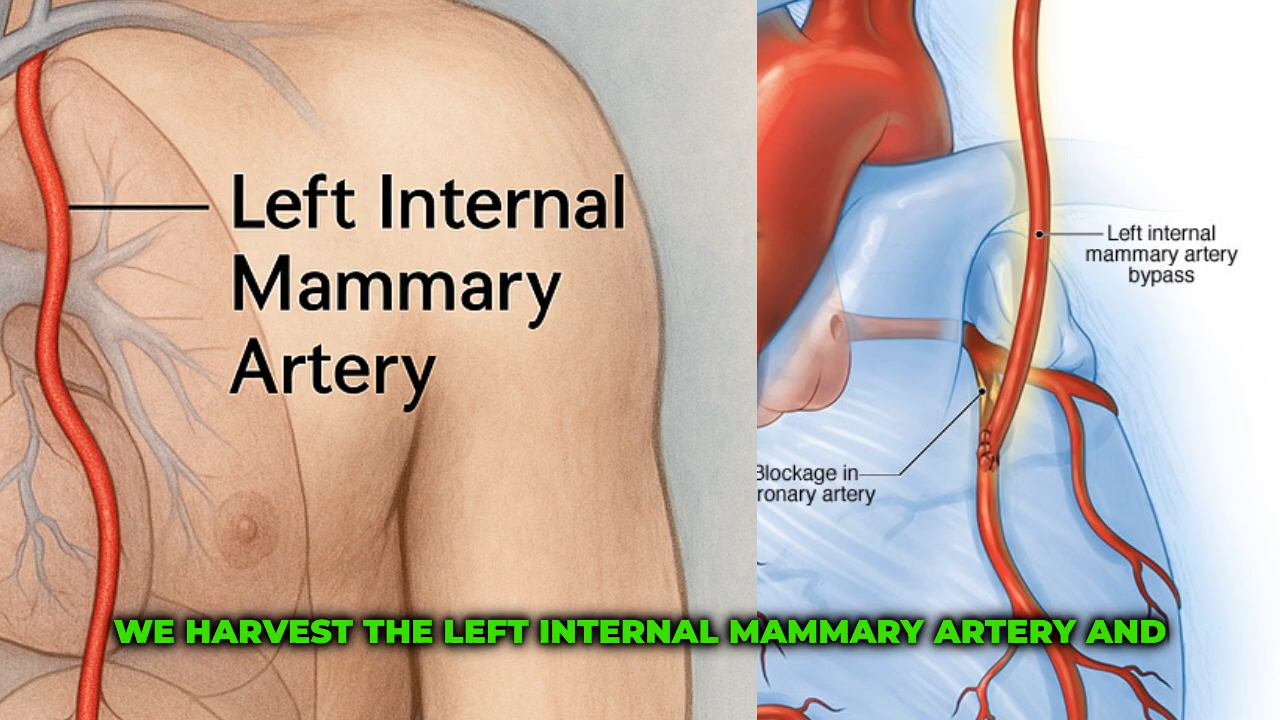 Left Internal
Mammary
Artery
Left internal
mammary artery
bypass
Blockage in
ronary artery
WE HARVEST THE LEFT INTERNAL MAMMARY ARTERY AND